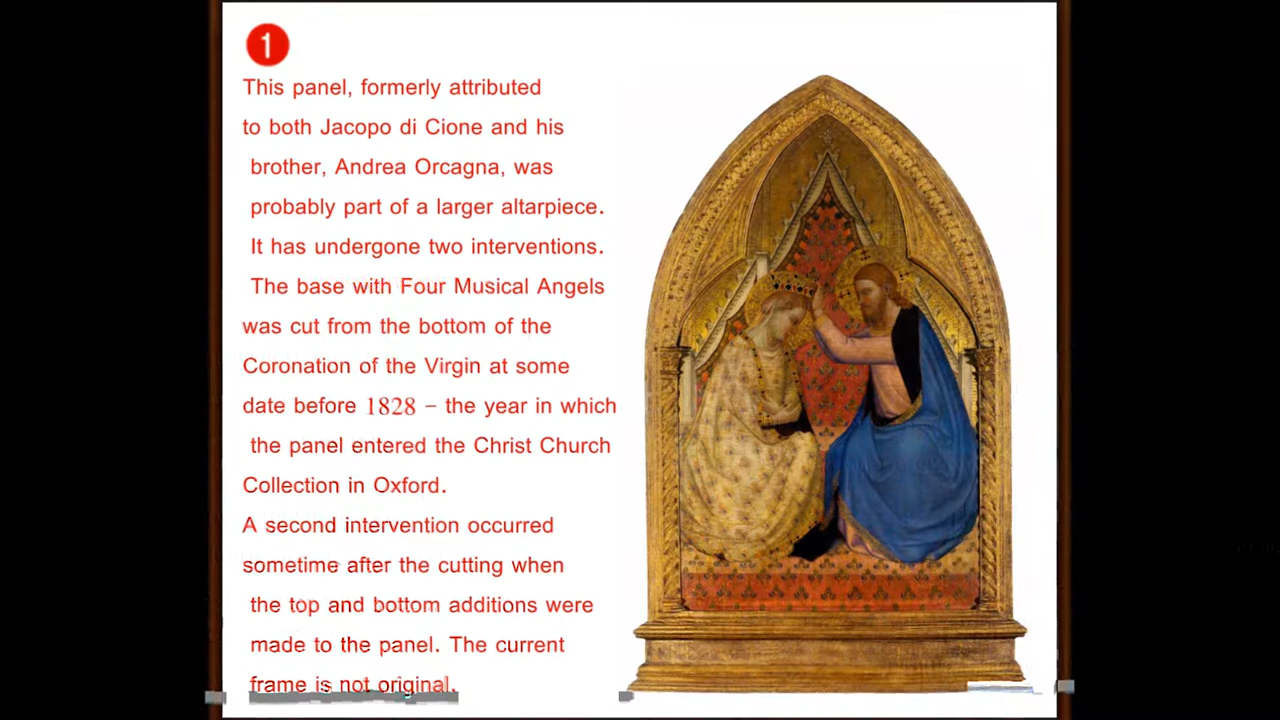 1
This panel, formerly attributed
to both Jacopo di Cione and his
brother, Andrea Orcagna, was
probably part of a larger altarpiece.
It has undergone two interventions.
The base with Four Musical Angels
was cut from the bottom of the
Coronation of the Virgin at some
date before 1828 – the year in which
the panel entered the Christ Church
Collection in Oxford.
A second intervention occurred
sometime after the cutting when
the top and bottom additions were
made to the panel. The current
frame is not original.